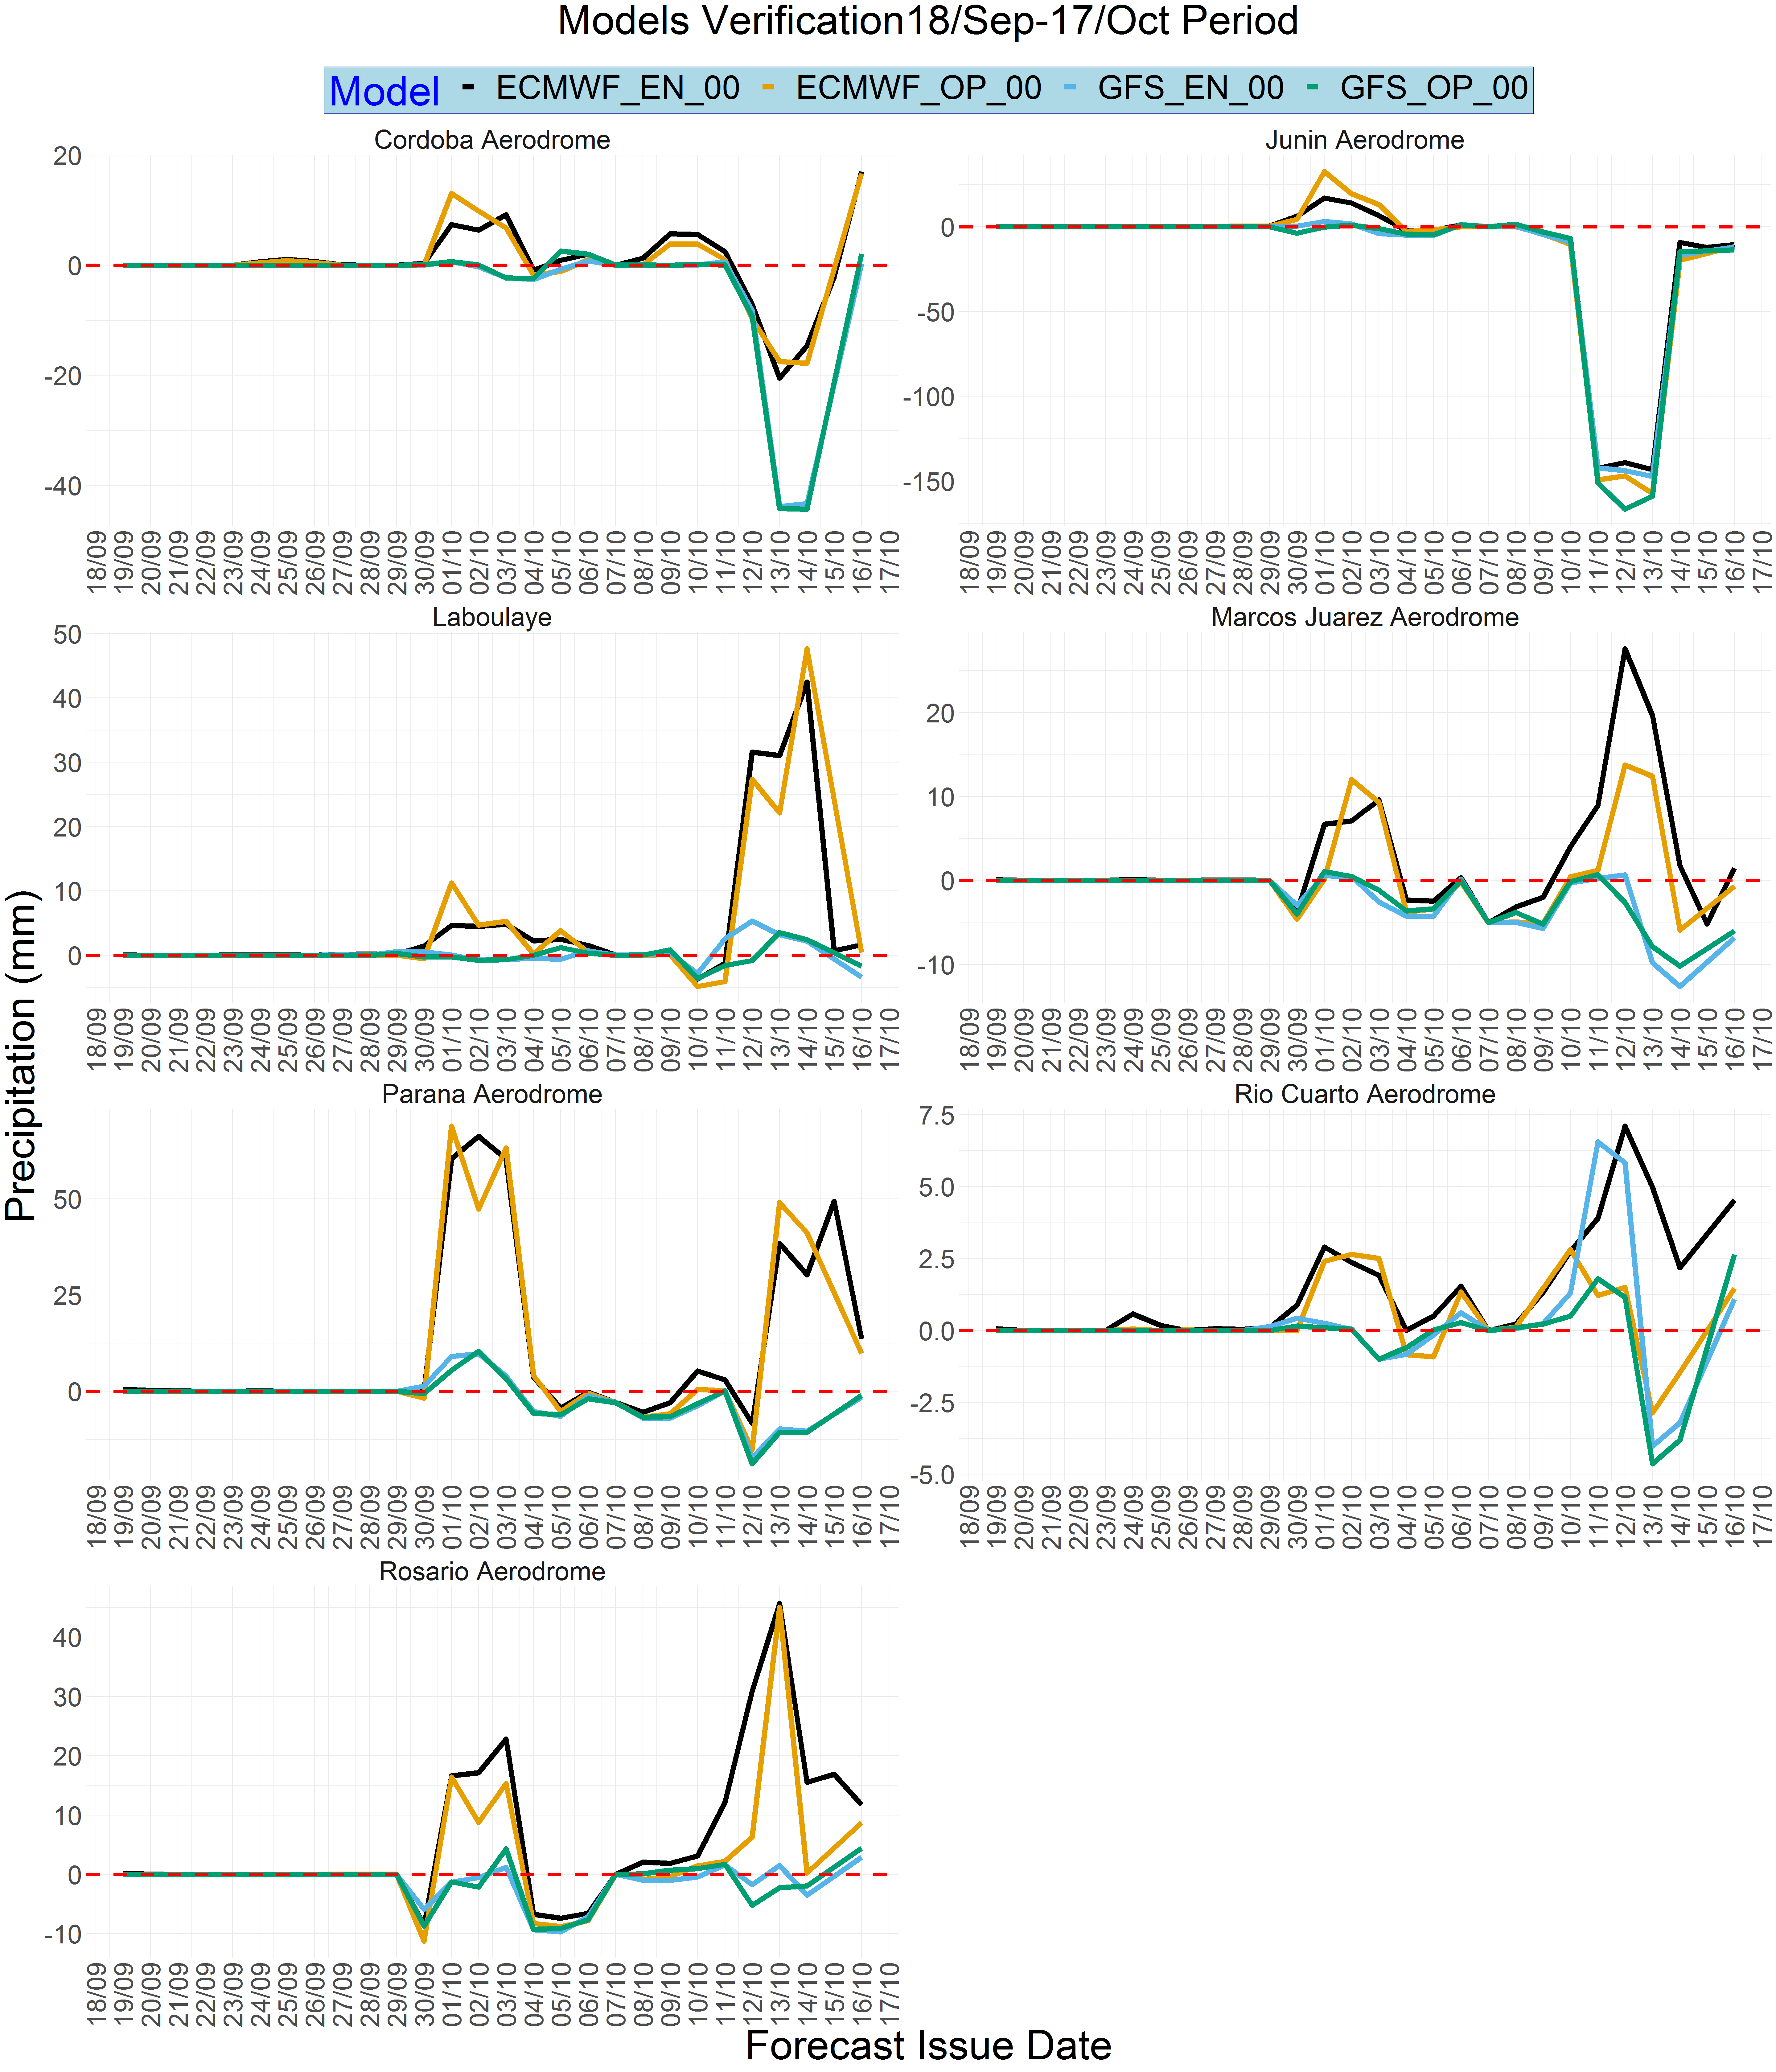 Models Verification18/Sep-17/Oct Period
Model ECMWF_EN_00 ECMWF_OP_00 GFS_EN_00 GFS_OP_00
Cordoba Aerodrome
20
0
-20
-40
18/09 19/09 20/09 21/09 22/09 23/09 24/09 25/09 26/09 27/09 28/09 29/09 30/09 01/10 02/10 03/10 04/10 05/10 06/10 07/10 08/10 09/10 10/10 11/10 12/10 13/10 14/10 15/10 16/10 17/10
Junin Aerodrome
0
-50
-100
-150
18/09 19/09 20/09 21/09 22/09 23/09 24/09 25/09 26/09 27/09 28/09 29/09 30/09 01/10 02/10 03/10 04/10 05/10 06/10 07/10 08/10 09/10 10/10 11/10 12/10 13/10 14/10 15/10 16/10 17/10
Laboulaye
50
40
30
20
10
0
18/09 19/09 20/09 21/09 22/09 23/09 24/09 25/09 26/09 27/09 28/09 29/09 30/09 01/10 02/10 03/10 04/10 05/10 06/10 07/10 08/10 09/10 10/10 11/10 12/10 13/10 14/10 15/10 16/10 17/10
Marcos Juarez Aerodrome
20
10
0
-10
18/09 19/09 20/09 21/09 22/09 23/09 24/09 25/09 26/09 27/09 28/09 29/09 30/09 01/10 02/10 03/10 04/10 05/10 06/10 07/10 08/10 09/10 10/10 11/10 12/10 13/10 14/10 15/10 16/10 17/10
Precipitation (mm)
Parana Aerodrome
50
25
0
18/09 19/09 20/09 21/09 22/09 23/09 24/09 25/09 26/09 27/09 28/09 29/09 30/09 01/10 02/10 03/10 04/10 05/10 06/10 07/10 08/10 09/10 10/10 11/10 12/10 13/10 14/10 15/10 16/10 17/10
Rio Cuarto Aerodrome
7.5
5.0
2.5
0.0
-2.5
-5.0
18/09 19/09 20/09 21/09 22/09 23/09 24/09 25/09 26/09 27/09 28/09 29/09 30/09 01/10 02/10 03/10 04/10 05/10 06/10 07/10 08/10 09/10 10/10 11/10 12/10 13/10 14/10 15/10 16/10 17/10
Rosario Aerodrome
40
30
20
10
0
-10
18/09 19/09 20/09 21/09 22/09 23/09 24/09 25/09 26/09 27/09 28/09 29/09 30/09 01/10 02/10 03/10 04/10 05/10 06/10 07/10 08/10 09/10 10/10 11/10 12/10 13/10 14/10 15/10 16/10 17/10
Forecast Issue Date